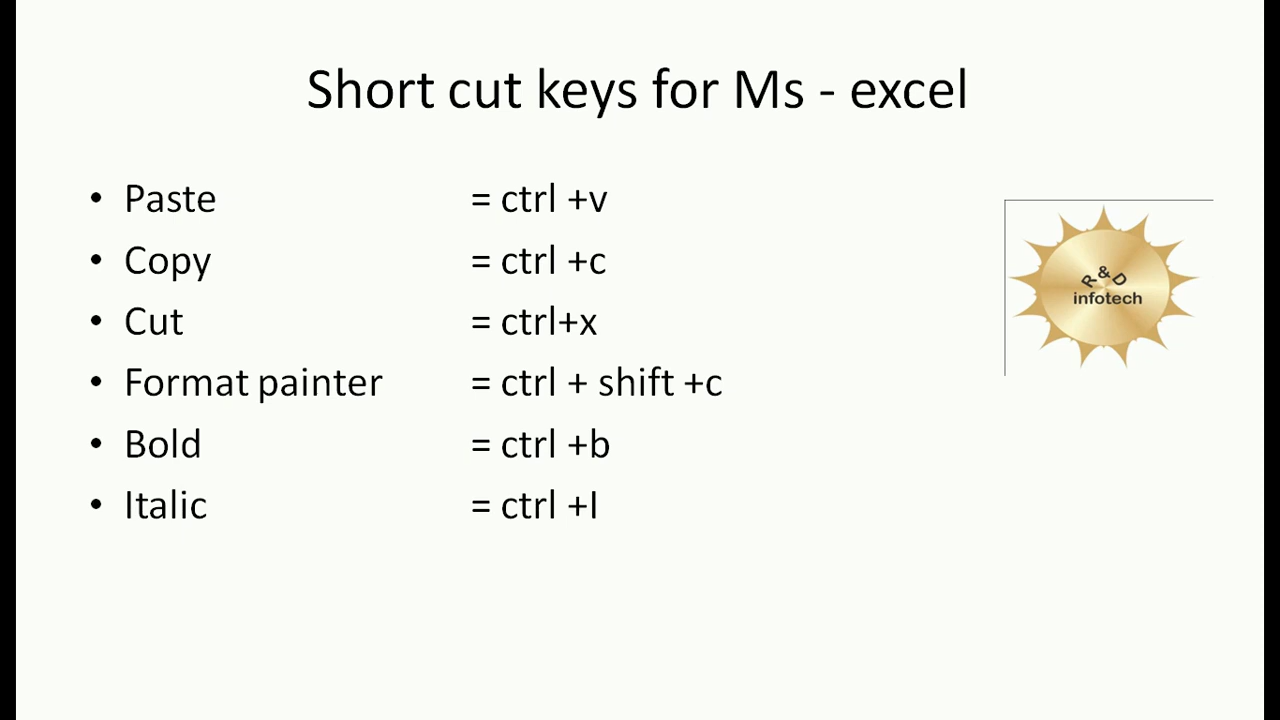 Short cut keys for Ms - excel
• Paste = ctrl +v
• Copy = ctrl +c
• Cut = ctrl+x
• Format painter = ctrl + shift +c
• Bold = ctrl +b
• Italic = ctrl +I
R & D
infotech